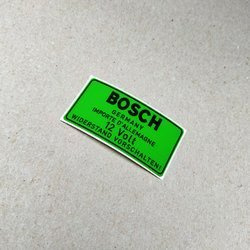 BOSCH
GERMANY
IMPORTE D'ALLEMAGNE
12 Volt
WIDERSTAND VORSCHALTEN!